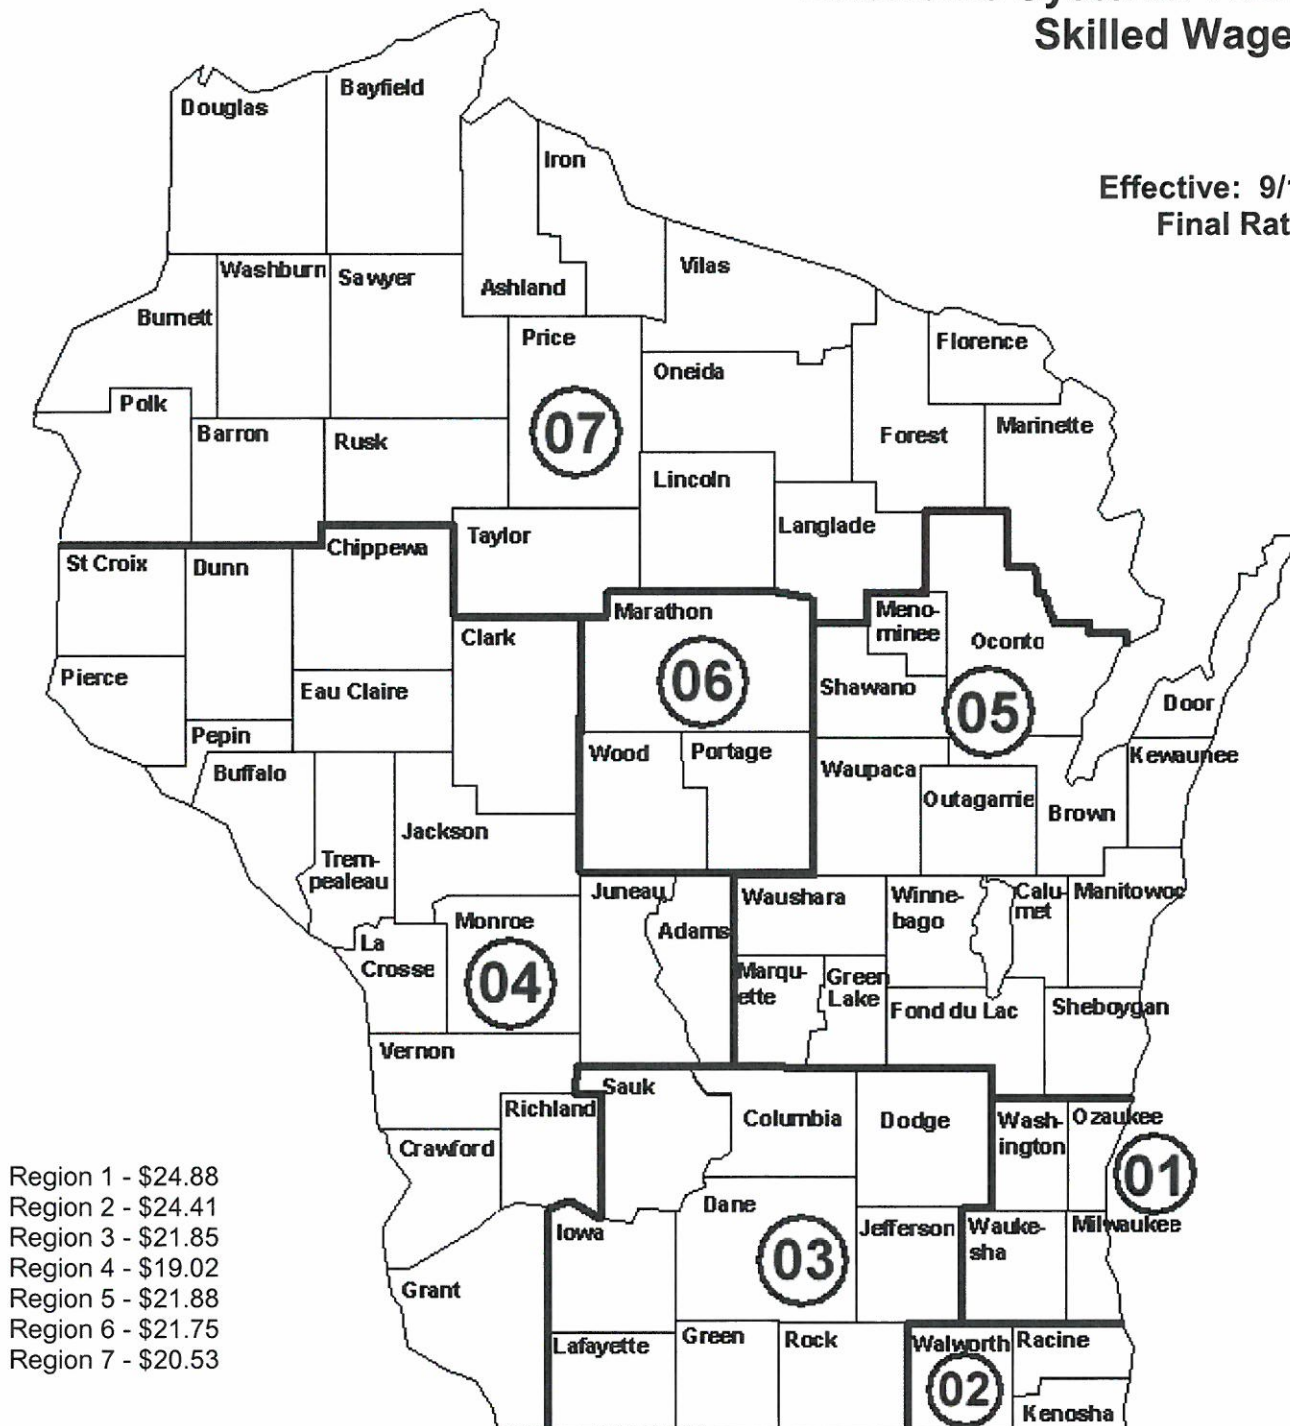 Skilled Wage
Effective: 9/
Final Rat
Douglas
Bayfield
Iron
Ashland
Vilas
Washburn
Sawyer
Burnett
Price
Florence
Oneida
Polk
Barron
Rusk
07
Forest
Marinette
Lincoln
Langlade
Taylor
St Croix
Dunn
Chippewa
Marathon
Meno-
minee
Oconto
Clark
06
Pierce
Eau Claire
Shawano
05
Door
Pepin
Buffalo
Wood
Portage
Waupaca
Kewaunee
Outagamie
Brown
Jackson
Trem-
pealeau
Juneau
Adams
Waushara
Winne-
bago
Calu-
met
Manitowoc
Monroe
La
Crosse
04
Marqu-
ette
Green
Lake
Fond du Lac
Sheboygan
Vernon
Sauk
Richland
Columbia
Dodge
Wash-
ington
Ozaukee
Crawford
01
Dane
Iowa
Jefferson
Wauke-
sha
Milwaukee
03
Grant
Lafayette
Green
Rock
Walworth
Racine
02
Kenosha
Region 1 - $24.88
Region 2 - $24.41
Region 3 - $21.85
Region 4 - $19.02
Region 5 - $21.88
Region 6 - $21.75
Region 7 - $20.53